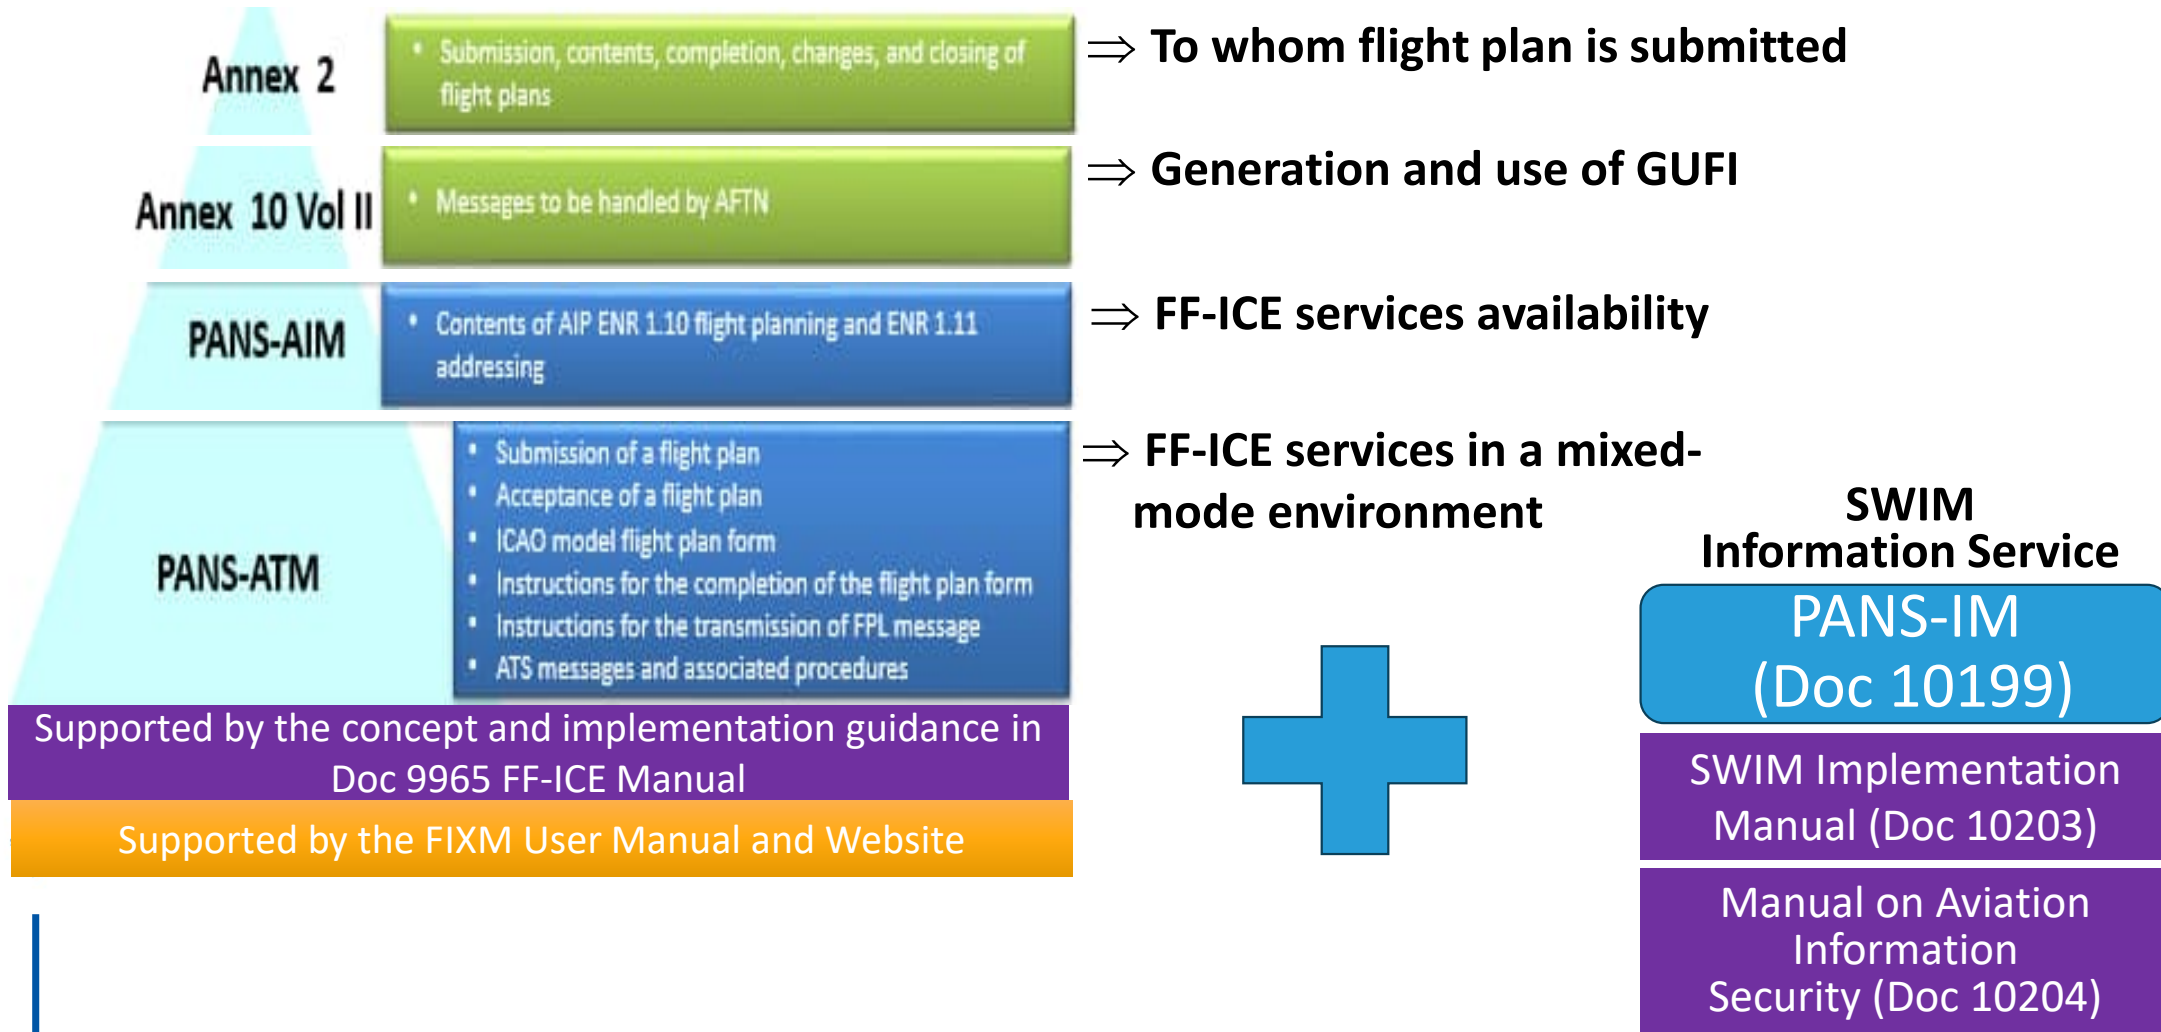 Annex 2
• Submission, contents, completion, changes, and closing of
flight plans
⇒ To whom flight plan is submitted
Annex 10 Vol II
• Messages to be handled by AFTN
⇒ Generation and use of GUFI
PANS-AIM
• Contents of AIP ENR 1.10 flight planning and ENR 1.11
addressing
⇒ FF-ICE services availability
PANS-ATM
• Submission of a flight plan
• Acceptance of a flight plan
• ICAO model flight plan form
• Instructions for the completion of the flight plan form
• Instructions for the transmission of FPL message
• ATS messages and associated procedures
⇒ FF-ICE services in a mixed-
mode environment
Supported by the concept and implementation guidance in
Doc 9965 FF-ICE Manual
Supported by the FIXM User Manual and Website
SWIM
Information Service
PANS-IM
(Doc 10199)
SWIM Implementation
Manual (Doc 10203)
Manual on Aviation
Information
Security (Doc 10204)